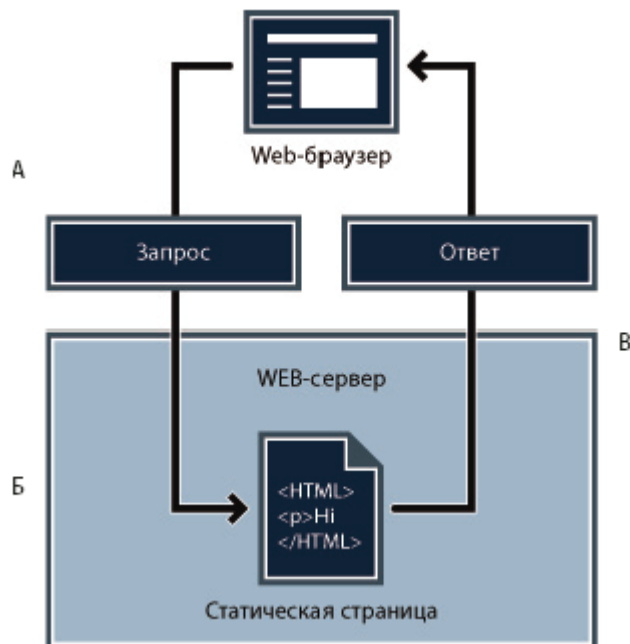 Web-браузер
А
Запрос
Ответ
В
WEB-сервер
Б
<HTML>
<p>Hi
</HTML>
Статическая страница